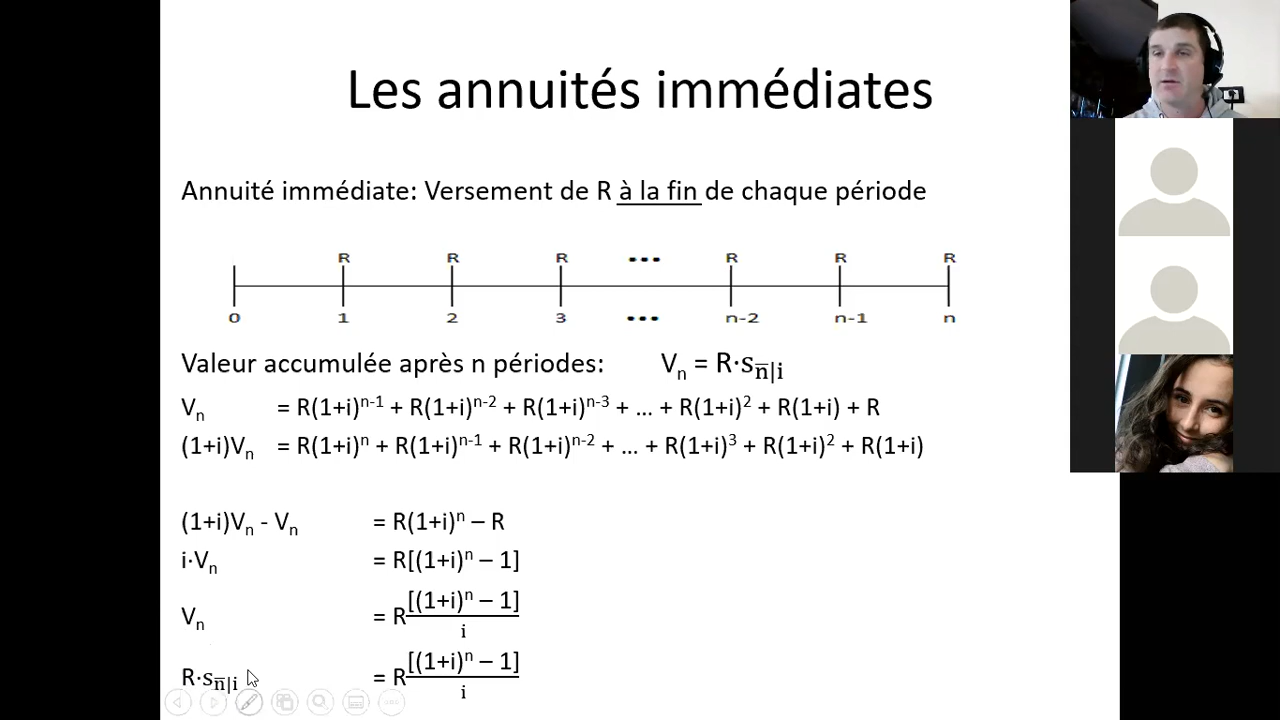 Les annuités immédiates
Annuité immédiate: Versement de R à la fin de chaque période
R R R ••• R R R
0 1 2 3 ••• n-2 n-1 n
Valeur accumulée après n périodes: Vₙ = R·s n̅|i
Vₙ = R(1+i)ⁿ⁻¹ + R(1+i)ⁿ⁻² + R(1+i)ⁿ⁻³ + ... + R(1+i)² + R(1+i) + R
(1+i)Vₙ = R(1+i)ⁿ + R(1+i)ⁿ⁻¹ + R(1+i)ⁿ⁻² + ... + R(1+i)³ + R(1+i)² + R(1+i)
(1+i)Vₙ - Vₙ = R(1+i)ⁿ – R
i·Vₙ = R[(1+i)ⁿ – 1]
Vₙ = R [(1+i)ⁿ – 1] / i
R·s n̅|i = R [(1+i)ⁿ – 1] / i